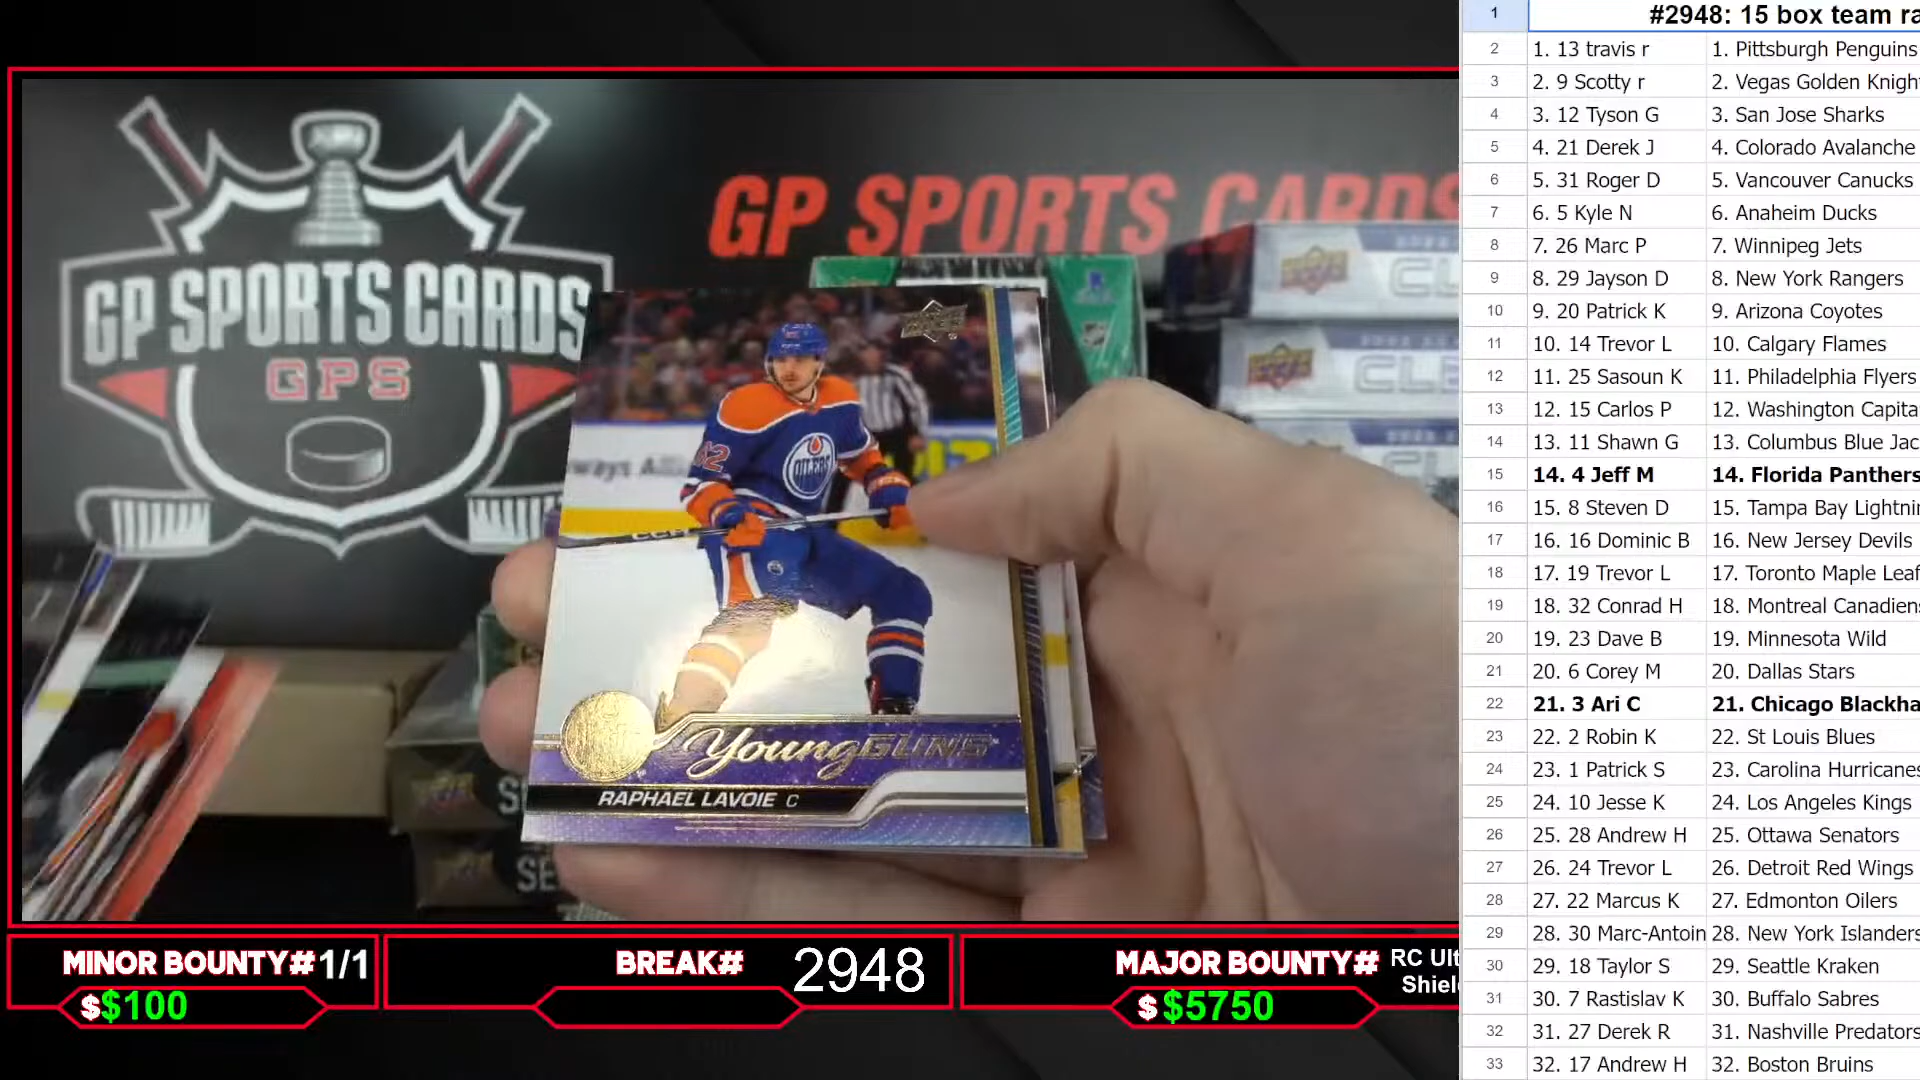 GP SPORTS CARDS
GP SPORTS CARDS
GPS
OILERS
YoungGUNS
RAPHAEL LAVOIE C
MINOR BOUNTY# 1/1
$$100
BREAK# 2948
MAJOR BOUNTY# RC Ult
Shiel
$ $5750
1 #2948: 15 box team ra
2 1. 13 travis r 1. Pittsburgh Penguins
3 2. 9 Scotty r 2. Vegas Golden Knigh
4 3. 12 Tyson G 3. San Jose Sharks
5 4. 21 Derek J 4. Colorado Avalanche
6 5. 31 Roger D 5. Vancouver Canucks
7 6. 5 Kyle N 6. Anaheim Ducks
8 7. 26 Marc P 7. Winnipeg Jets
9 8. 29 Jayson D 8. New York Rangers
10 9. 20 Patrick K 9. Arizona Coyotes
11 10. 14 Trevor L 10. Calgary Flames
12 11. 25 Sasoun K 11. Philadelphia Flyers
13 12. 15 Carlos P 12. Washington Capita
14 13. 11 Shawn G 13. Columbus Blue Jac
15 14. 4 Jeff M 14. Florida Panthers
16 15. 8 Steven D 15. Tampa Bay Lightni
17 16. 16 Dominic B 16. New Jersey Devils
18 17. 19 Trevor L 17. Toronto Maple Leaf
19 18. 32 Conrad H 18. Montreal Canadiens
20 19. 23 Dave B 19. Minnesota Wild
21 20. 6 Corey M 20. Dallas Stars
22 21. 3 Ari C 21. Chicago Blackha
23 22. 2 Robin K 22. St Louis Blues
24 23. 1 Patrick S 23. Carolina Hurricanes
25 24. 10 Jesse K 24. Los Angeles Kings
26 25. 28 Andrew H 25. Ottawa Senators
27 26. 24 Trevor L 26. Detroit Red Wings
28 27. 22 Marcus K 27. Edmonton Oilers
29 28. 30 Marc-Antoin 28. New York Islanders
30 29. 18 Taylor S 29. Seattle Kraken
31 30. 7 Rastislav K 30. Buffalo Sabres
32 31. 27 Derek R 31. Nashville Predators
33 32. 17 Andrew H 32. Boston Bruins